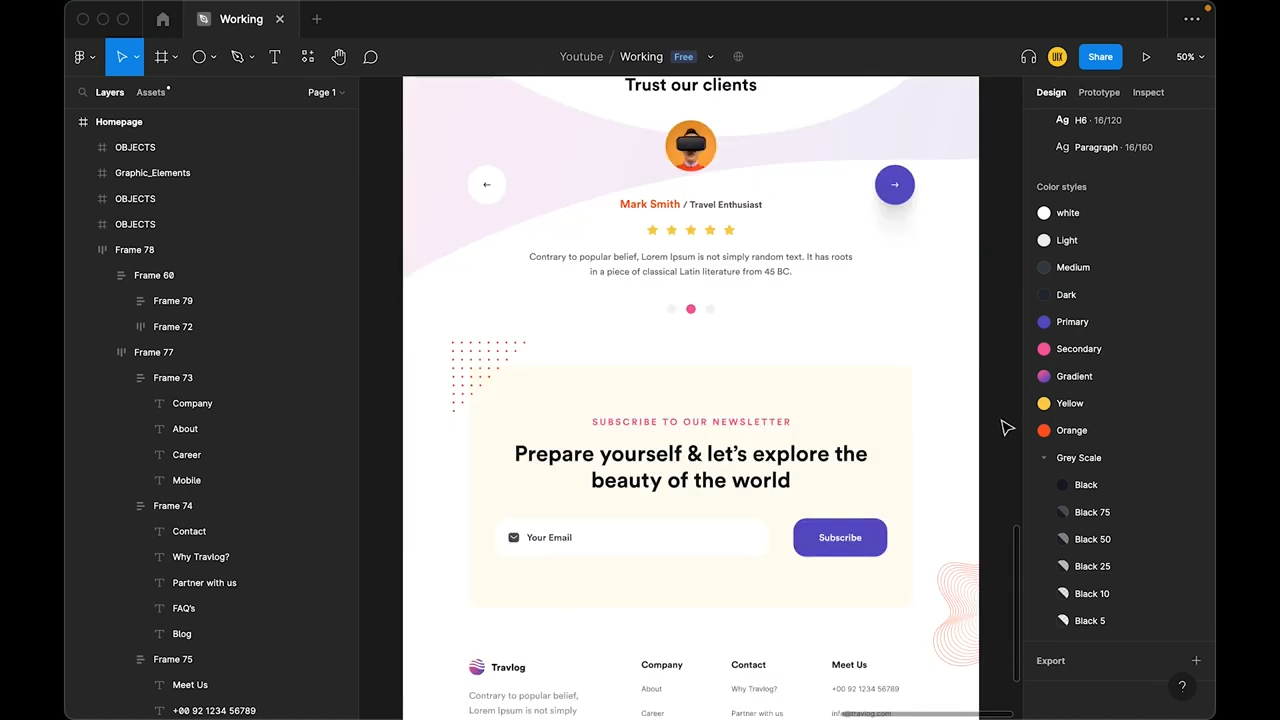 Working
Youtube / Working Free
UIX
Share
50%
Layers
Assets
Page 1
Homepage
OBJECTS
Graphic_Elements
OBJECTS
OBJECTS
Frame 78
Frame 60
Frame 79
Frame 72
Frame 77
Frame 73
Company
About
Career
Mobile
Frame 74
Contact
Why Travlog?
Partner with us
FAQ's
Blog
Frame 75
Meet Us
+00 92 1234 56789
Trust our clients
←
→
Mark Smith / Travel Enthusiast
Contrary to popular belief, Lorem Ipsum is not simply random text. It has roots
in a piece of classical Latin literature from 45 BC.
SUBSCRIBE TO OUR NEWSLETTER
Prepare yourself & let's explore the
beauty of the world
Your Email
Subscribe
Travlog
Contrary to popular belief,
Lorem Ipsum is not simply
Company
About
Career
Contact
Why Travlog?
Partner with us
Meet Us
+00 92 1234 56789
info@travlog.com
Design
Prototype
Inspect
Ag H6 · 16/120
Ag Paragraph · 16/160
Color styles
white
Light
Medium
Dark
Primary
Secondary
Gradient
Yellow
Orange
Grey Scale
Black
Black 75
Black 50
Black 25
Black 10
Black 5
Export
?